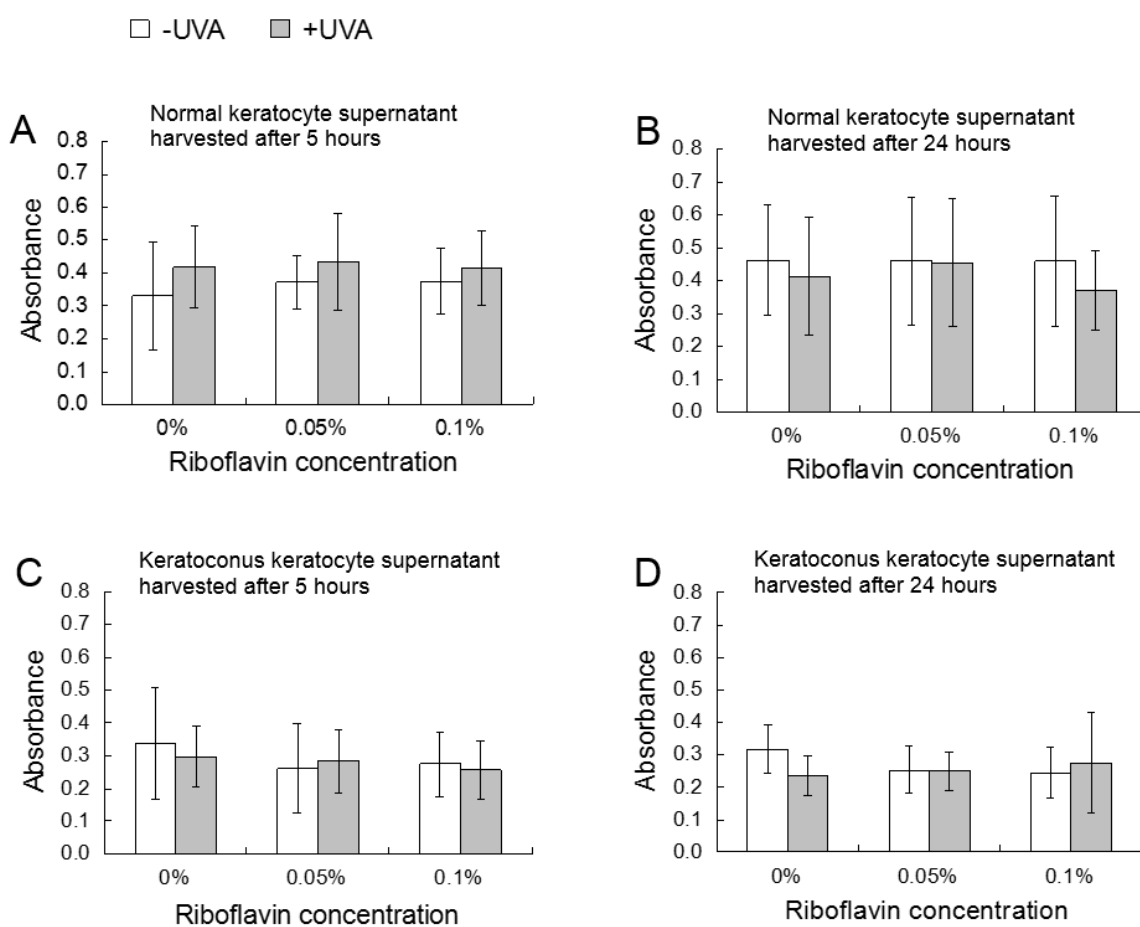 -UVA +UVA
A
Normal keratocyte supernatant
harvested after 5 hours
0.8
0.7
0.6
0.5
0.4
0.3
0.2
0.1
0.0
Absorbance
0% 0.05% 0.1%
Riboflavin concentration
B
Normal keratocyte supernatant
harvested after 24 hours
0.8
0.7
0.6
0.5
0.4
0.3
0.2
0.1
0.0
Absorbance
0% 0.05% 0.1%
Riboflavin concentration
C
Keratoconus keratocyte supernatant
harvested after 5 hours
0.8
0.7
0.6
0.5
0.4
0.3
0.2
0.1
0.0
Absorbance
0% 0.05% 0.1%
Riboflavin concentration
D
Keratoconus keratocyte supernatant
harvested after 24 hours
0.8
0.7
0.6
0.5
0.4
0.3
0.2
0.1
0.0
Absorbance
0% 0.05% 0.1%
Riboflavin concentration